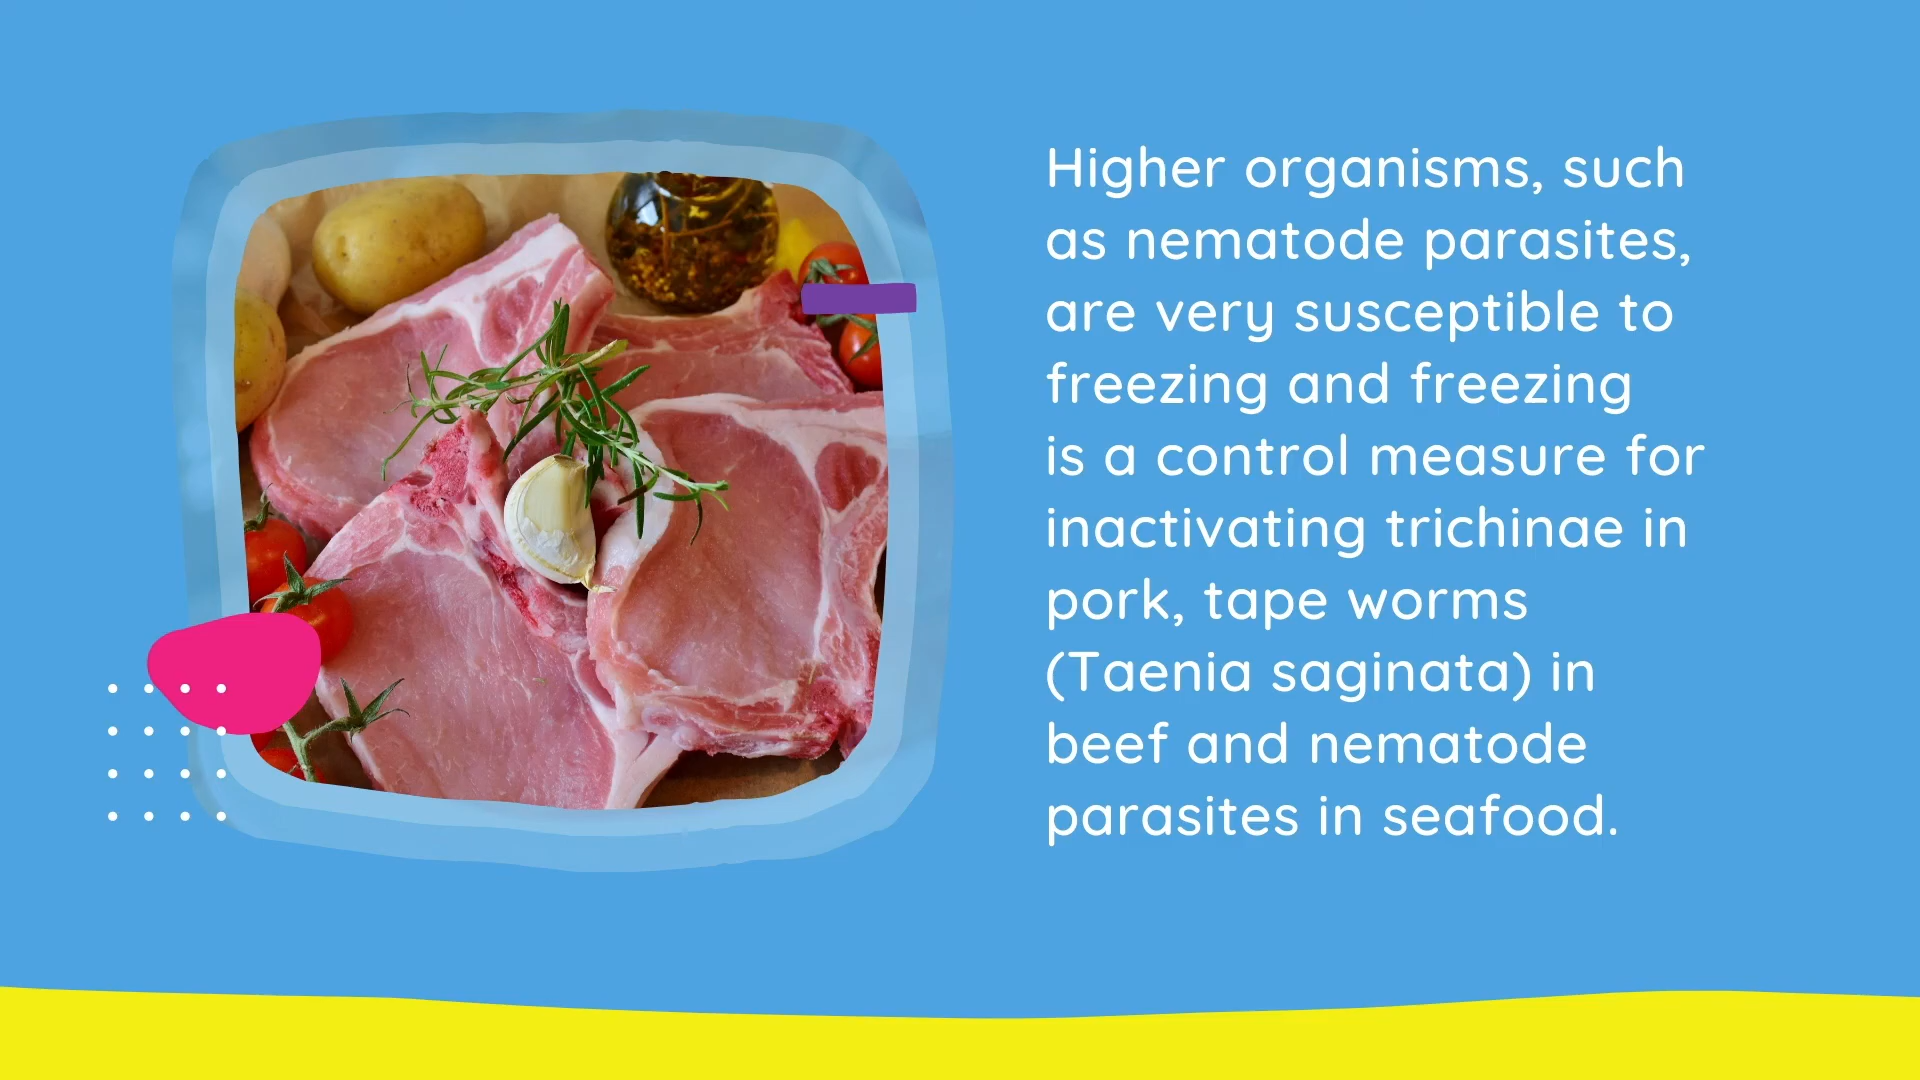 Higher organisms, such
as nematode parasites,
are very susceptible to
freezing and freezing
is a control measure for
inactivating trichinae in
pork, tape worms
(Taenia saginata) in
beef and nematode
parasites in seafood.